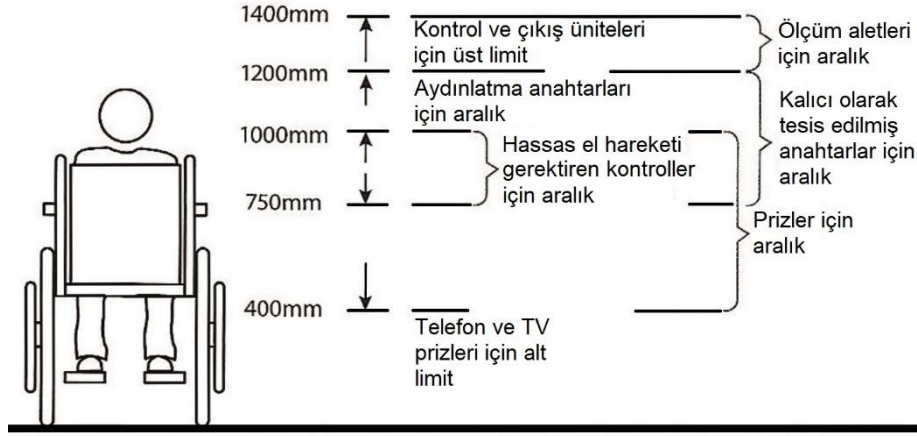 1400mm
Kontrol ve çıkış üniteleri
için üst limit
Ölçüm aletleri
için aralık
1200mm
Aydınlatma anahtarları
için aralık
Kalıcı olarak
tesis edilmiş
anahtarlar için
aralık
1000mm
Hassas el hareketi
gerektiren kontroller
için aralık
750mm
Prizler için
aralık
400mm
Telefon ve TV
prizleri için alt
limit